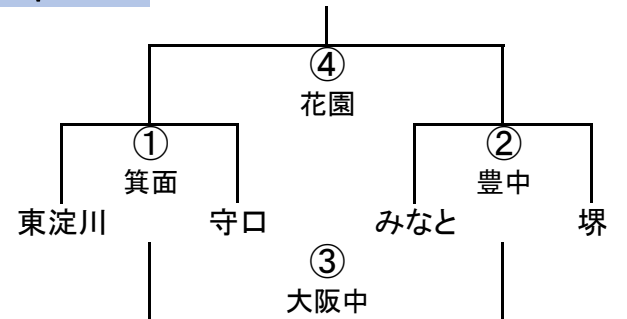 ④
花園
① ②
箕面 豊中
東淀川 守口 みなと 堺
③
大阪中